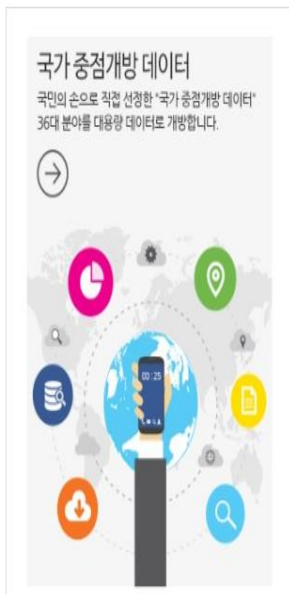 국가 중점개방 데이터
국민의 손으로 직접 선정한 "국가 중점개방 데이터"
36대 분야를 대용량 데이터로 개방합니다.
00:25